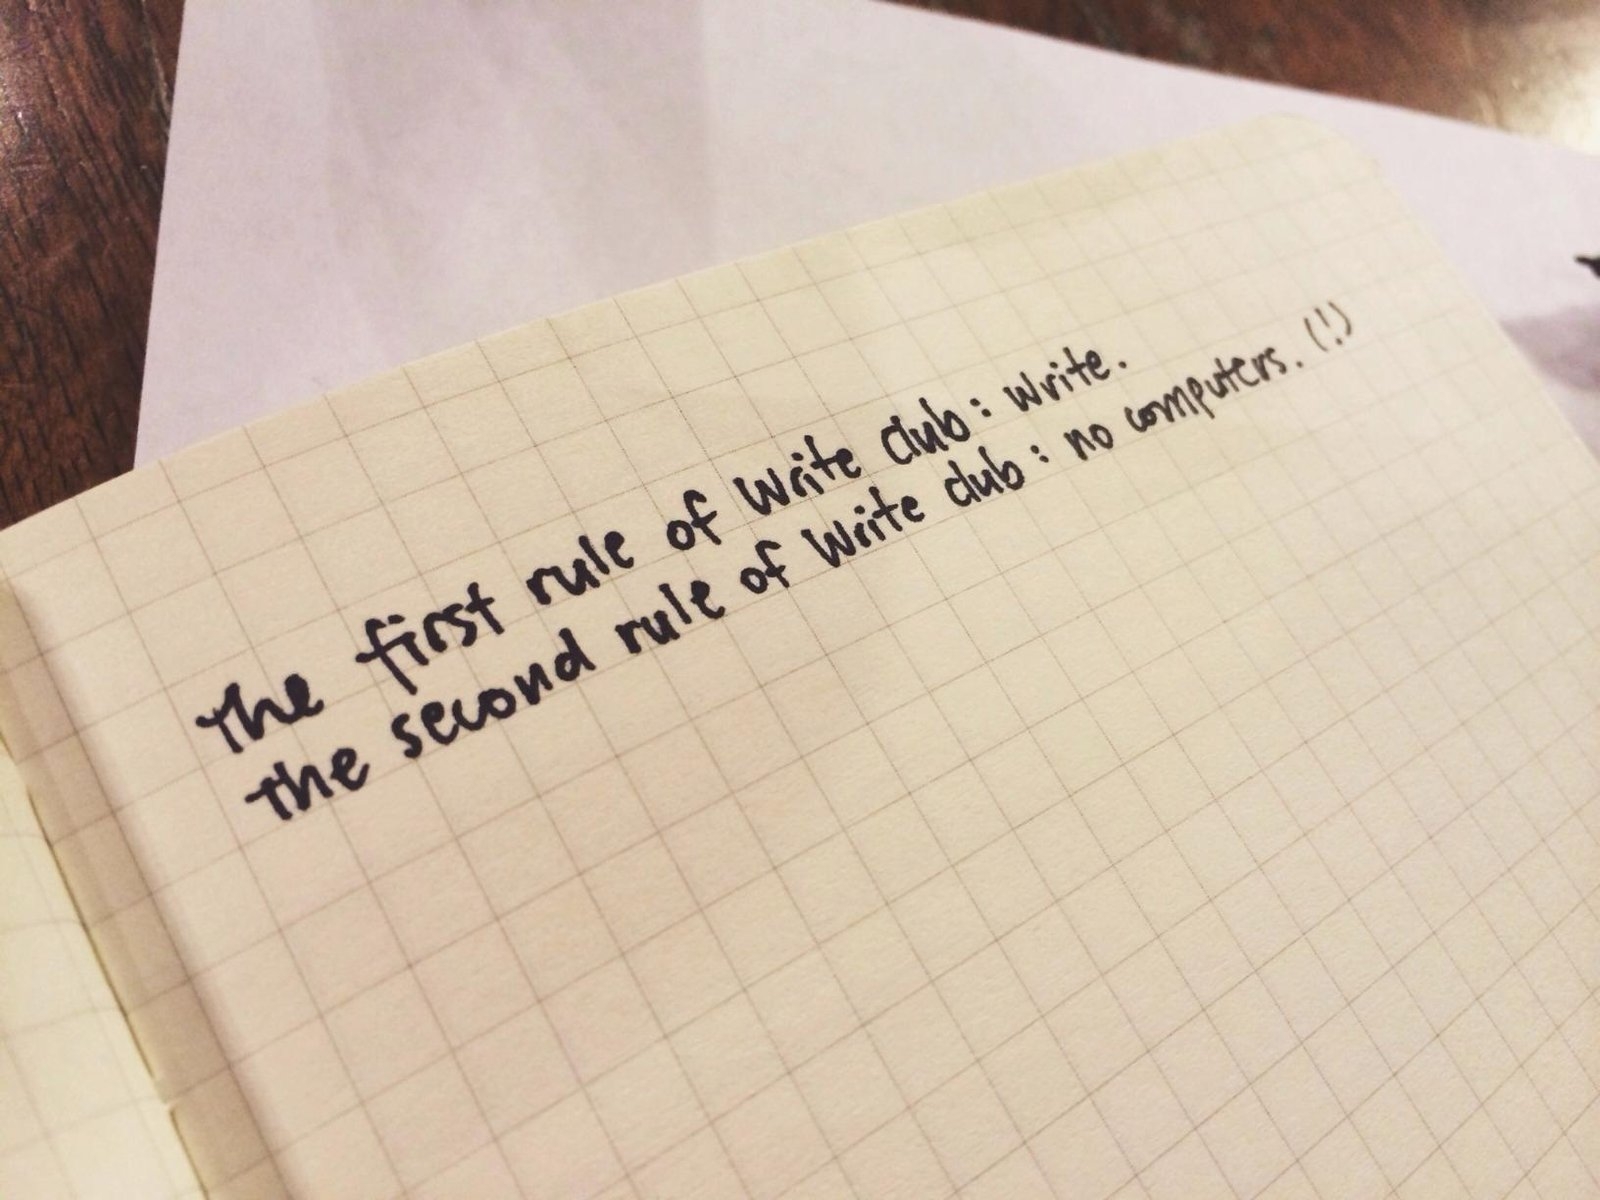 The first rule of Write club: write.
The second rule of Write club: no computers. (!)